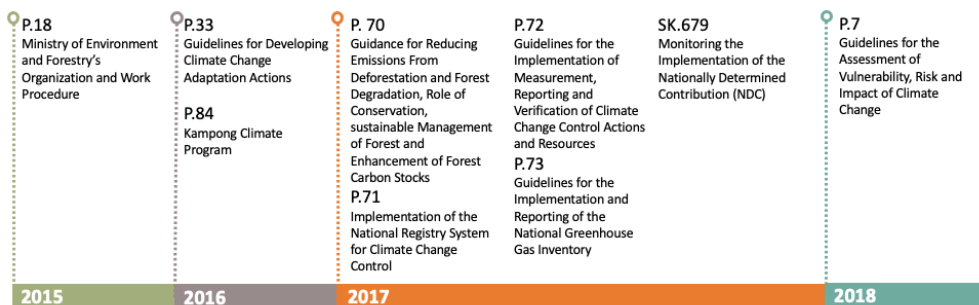 P.18
Ministry of Environment
and Forestry's
Organization and Work
Procedure
P.33
Guidelines for Developing
Climate Change
Adaptation Actions
P.84
Kampong Climate
Program
P. 70
Guidance for Reducing
Emissions From
Deforestation and Forest
Degradation, Role of
Conservation,
sustainable Management
of Forest and
Enhancement of Forest
Carbon Stocks
P.71
Implementation of the
National Registry System
for Climate Change
Control
P.72
Guidelines for the
Implementation of
Measurement,
Reporting and
Verification of Climate
Change Control Actions
and Resources
P.73
Guidelines for the
Implementation and
Reporting of the
National Greenhouse
Gas Inventory
SK.679
Monitoring the
Implementation of the
Nationally Determined
Contribution (NDC)
P.7
Guidelines for the
Assessment of
Vulnerability, Risk and
Impact of Climate
Change
2015
2016
2017
2018